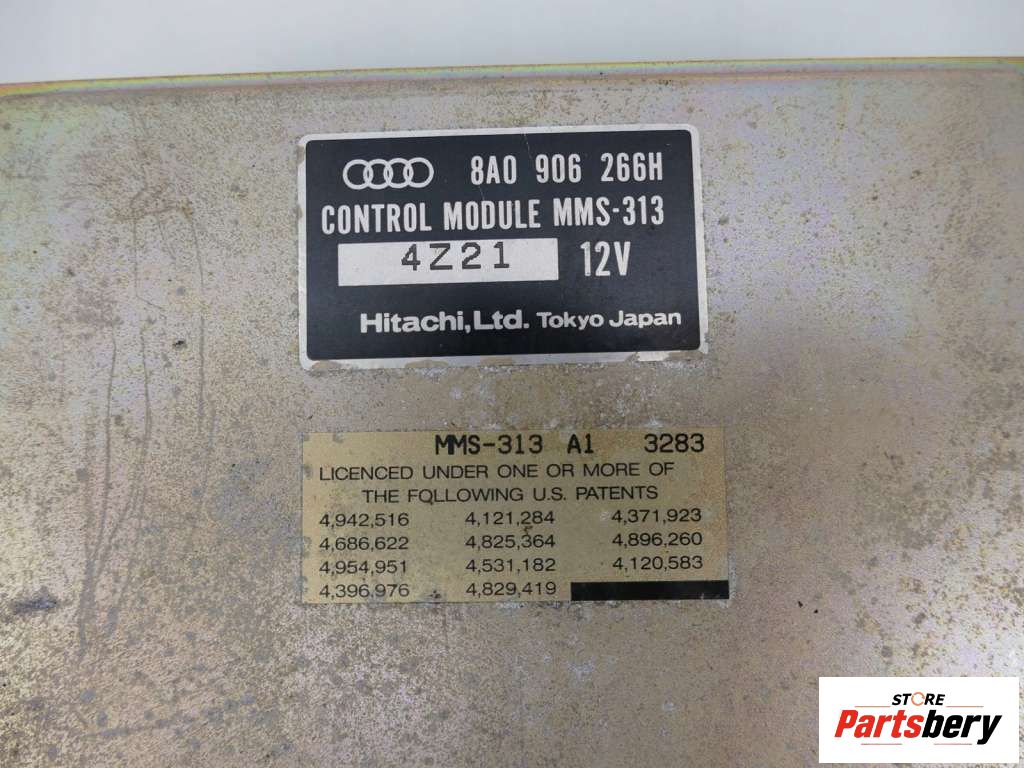 8A0 906 266H
CONTROL MODULE MMS-313
4Z21 12V
Hitachi, Ltd. Tokyo Japan
MMS-313 A1 3283
LICENCED UNDER ONE OR MORE OF
THE FOLLOWING U.S. PATENTS
4,942,516 4,121,284 4,371,923
4,686,622 4,825,364 4,896,260
4,954,951 4,531,182 4,120,583
4,396,976 4,829,419
STORE
Partsbery